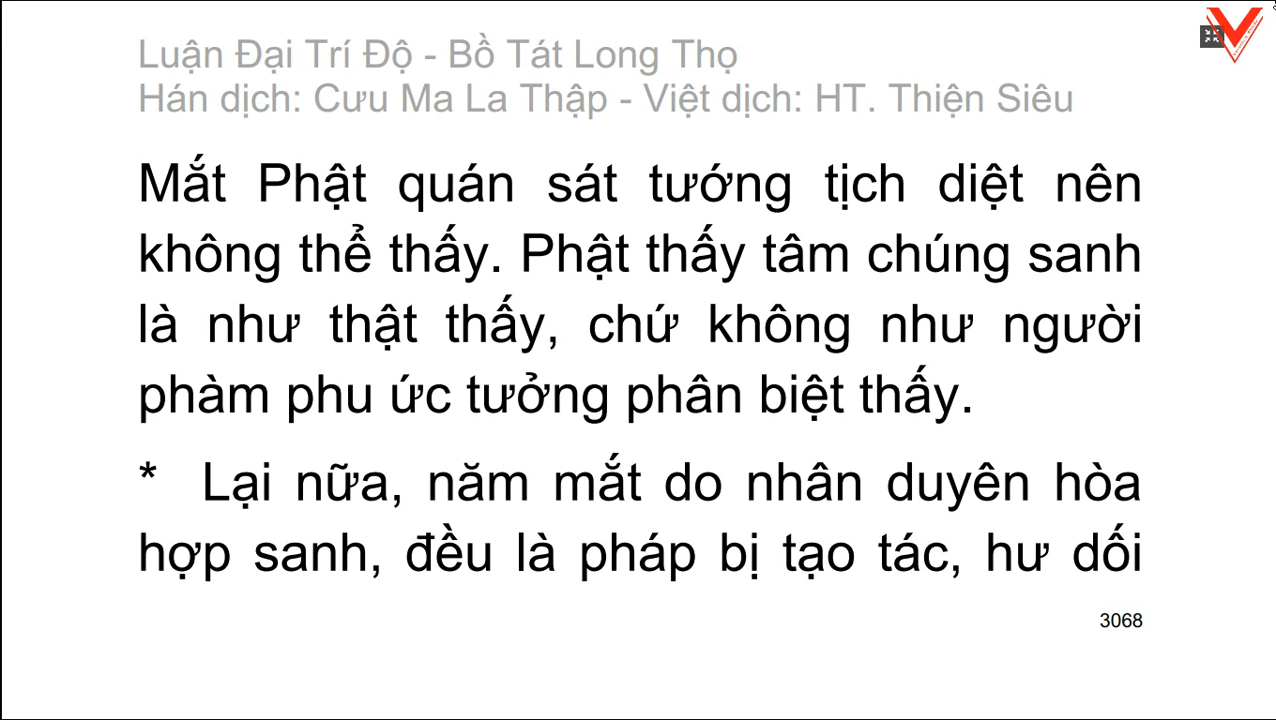 Luận Đại Trí Độ - Bồ Tát Long Thọ
Hán dịch: Cưu Ma La Thập - Việt dịch: HT. Thiện Siêu
Mắt Phật quán sát tướng tịch diệt nên
không thể thấy. Phật thấy tâm chúng sanh
là như thật thấy, chứ không như người
phàm phu ức tưởng phân biệt thấy.
* Lại nữa, năm mắt do nhân duyên hòa
hợp sanh, đều là pháp bị tạo tác, hư dối
3068